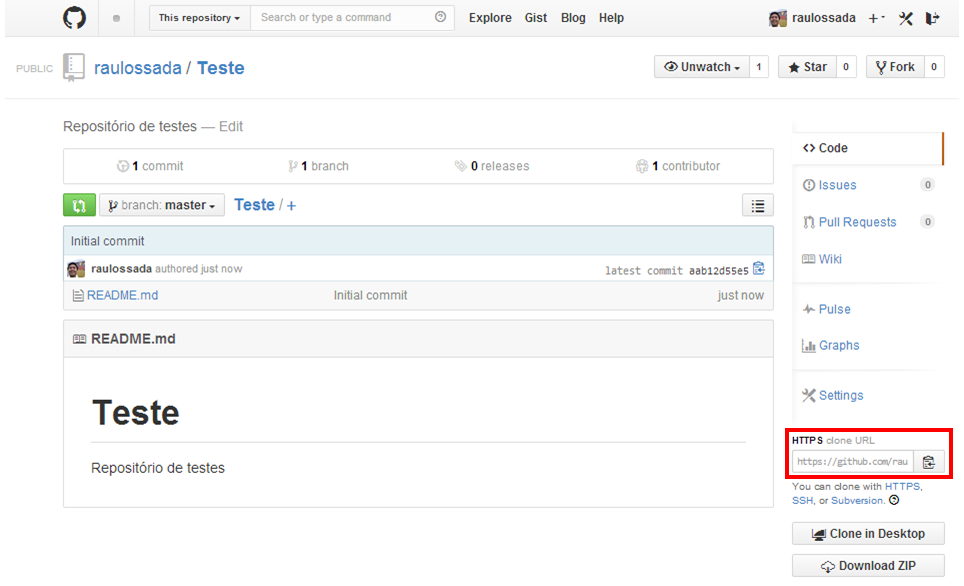 This repository Search or type a command Explore Gist Blog Help raulossada +
PUBLIC raulossada / Teste Unwatch 1 Star 0 Fork 0
Repositório de testes — Edit
1 commit 1 branch 0 releases 1 contributor
branch: master Teste / +
Initial commit
raulossada authored just now latest commit aab12d55e5
README.md Initial commit just now
README.md
Teste
Repositório de testes
Code
Issues 0
Pull Requests 0
Wiki
Pulse
Graphs
Settings
HTTPS clone URL
https://github.com/rau
You can clone with HTTPS,
SSH, or Subversion.
Clone in Desktop
Download ZIP